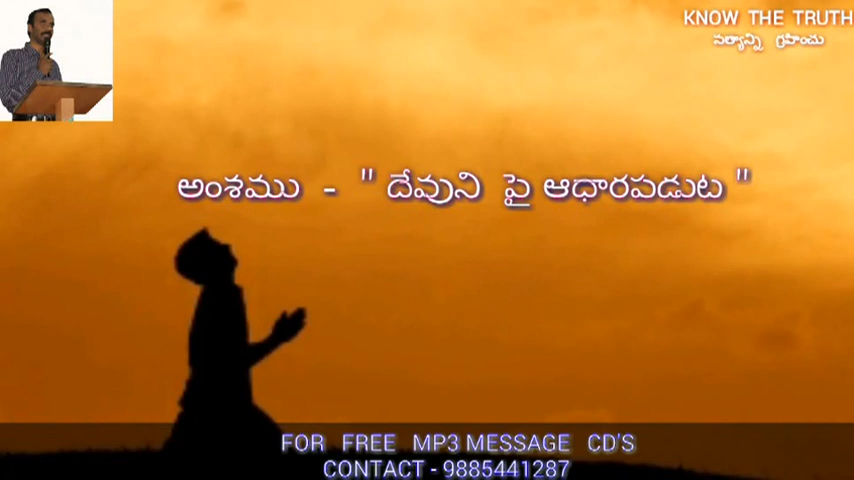 KNOW THE TRUTH
సత్యాన్ని గ్రహించు
అంశము - " దేవుని పై ఆధారపడుట "
FOR FREE MP3 MESSAGE CD'S
CONTACT - 9885441287